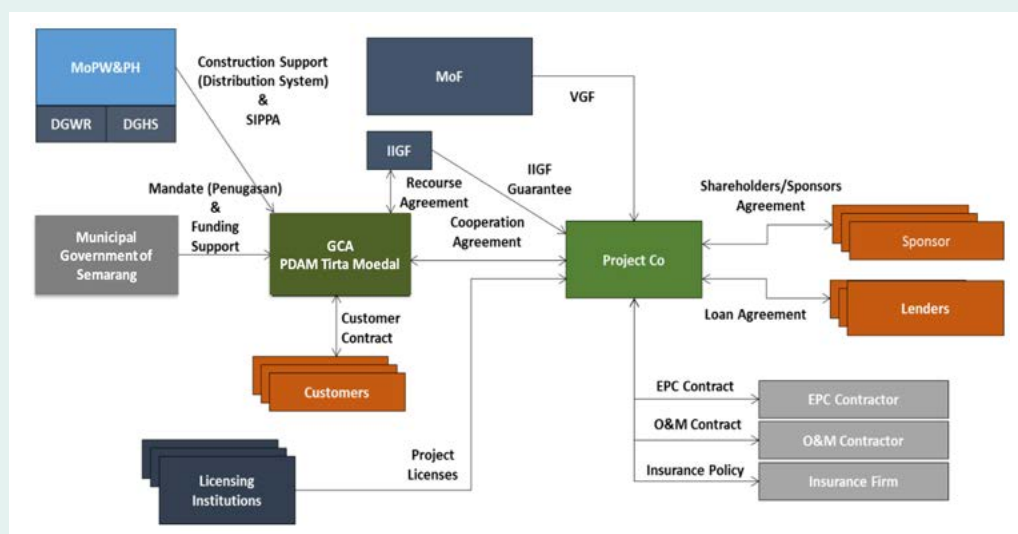 MoPW&PH
DGWR
DGHS
Construction Support
(Distribution System)
&
SIPPA
MoF
VGF
IIGF
Recourse
Agreement
IIGF
Guarantee
Mandate (Penugasan)
&
Funding
Support
Municipal
Government of
Semarang
GCA
PDAM Tirta Moedal
Cooperation
Agreement
Project Co
Shareholders/Sponsors
Agreement
Sponsor
Loan Agreement
Lenders
Customer
Contract
Customers
EPC Contract
EPC Contractor
O&M Contract
O&M Contractor
Insurance Policy
Insurance Firm
Project
Licenses
Licensing
Institutions